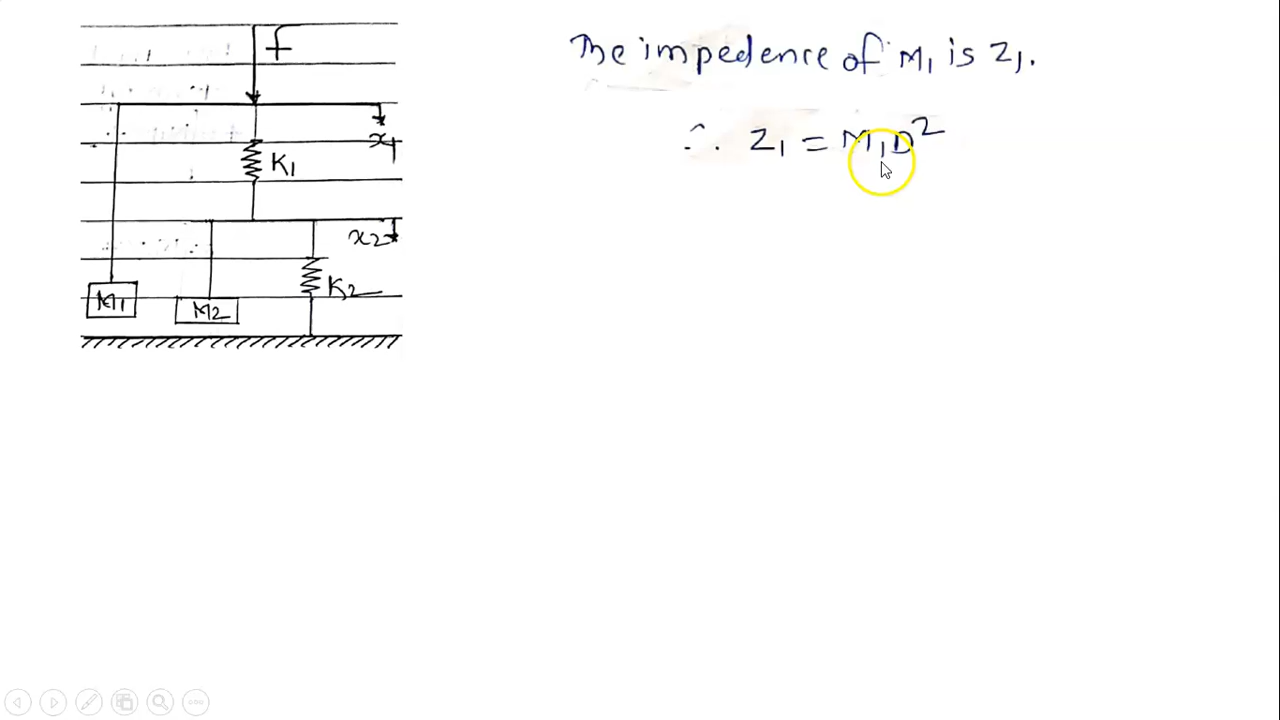 f
x1
K1
x2
K2
M1
M2
The impedence of M1 is Z1.
∴ Z1 = M1D²